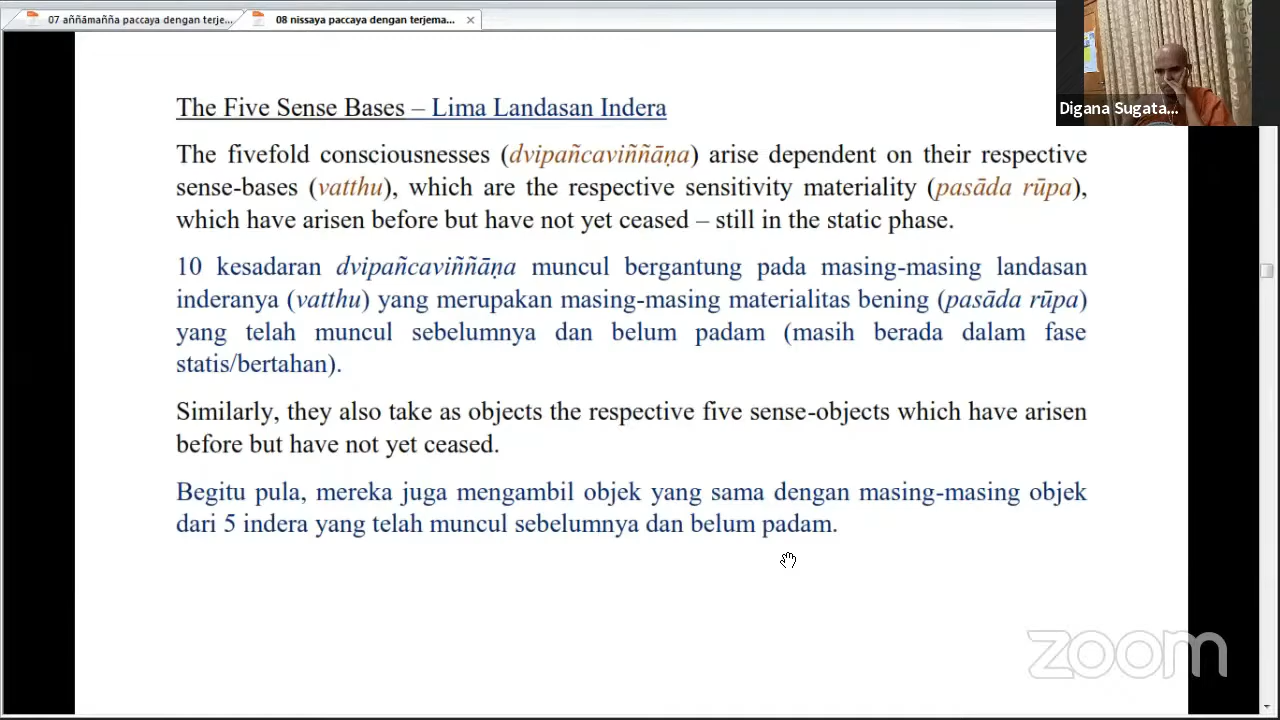 07 aññāmañña paccaya dengan terje...
08 nissaya paccaya dengan terjema...
Digana Sugata...
The Five Sense Bases – Lima Landasan Indera
The fivefold consciousnesses (dvipañcaviññāṇa) arise dependent on their respective
sense-bases (vatthu), which are the respective sensitivity materiality (pasāda rūpa),
which have arisen before but have not yet ceased – still in the static phase.
10 kesadaran dvipañcaviññāṇa muncul bergantung pada masing-masing landasan
inderanya (vatthu) yang merupakan masing-masing materialitas bening (pasāda rūpa)
yang telah muncul sebelumnya dan belum padam (masih berada dalam fase
statis/bertahan).
Similarly, they also take as objects the respective five sense-objects which have arisen
before but have not yet ceased.
Begitu pula, mereka juga mengambil objek yang sama dengan masing-masing objek
dari 5 indera yang telah muncul sebelumnya dan belum padam.
zoom